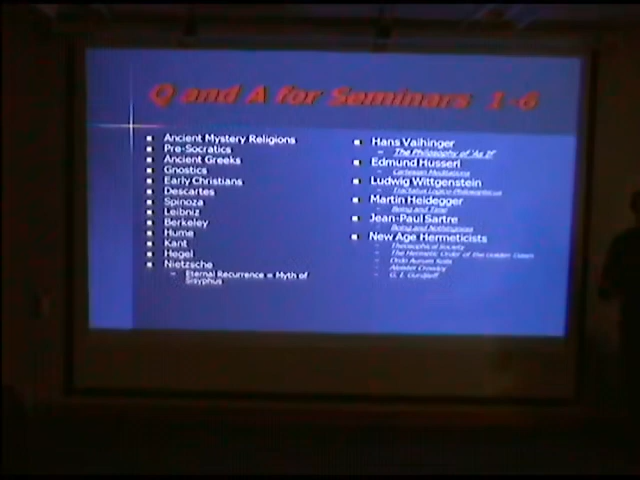 Q and A for Seminars 1-6
Ancient Mystery Religions
Pre-Socratics
Ancient Greeks
Gnostics
Early Christians
Descartes
Spinoza
Leibniz
Berkeley
Hume
Kant
Hegel
Nietzsche
Eternal Recurrence = Myth of
Sisyphus
Hans Vaihinger
The Philosophy of 'As If'
Edmund Husserl
Cartesian Meditations
Ludwig Wittgenstein
Tractatus Logico-Philosophicus
Martin Heidegger
Being and Time
Jean-Paul Sartre
Being and Nothingness
New Age Hermeticists
Theosophical Society
The Hermetic Order of the Golden Dawn
Ordo Aurum Solis
Aleister Crowley
G. I. Gurdjieff